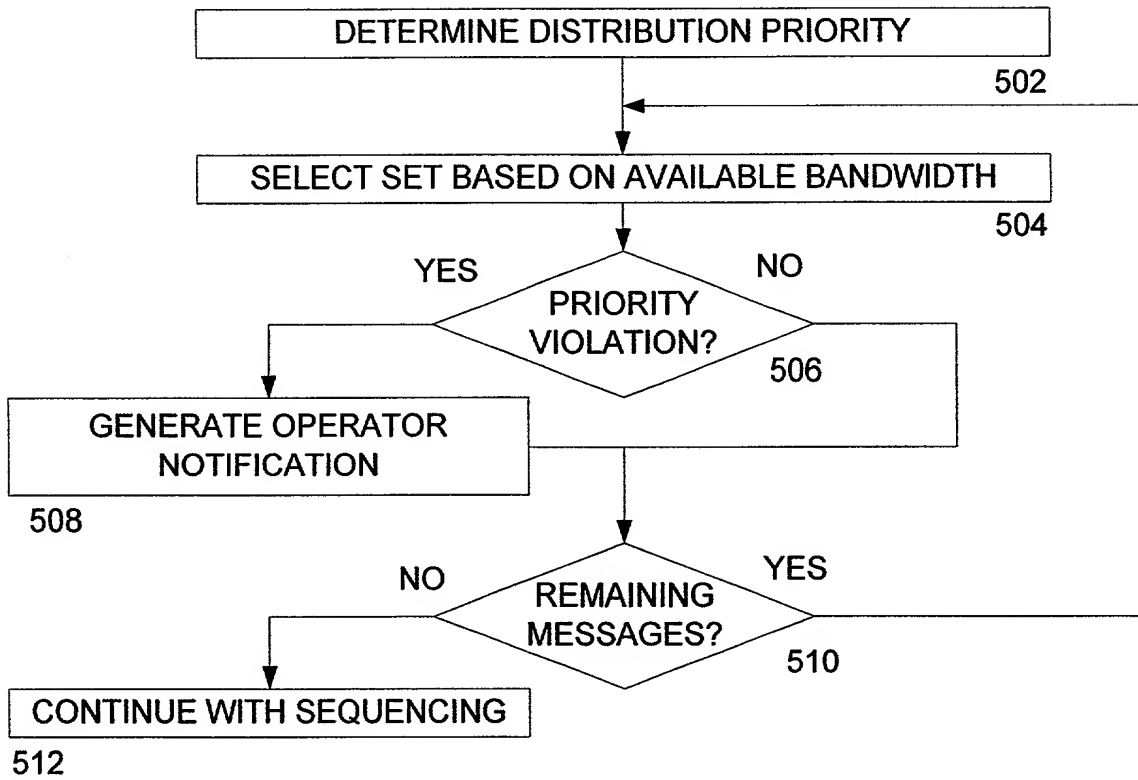 DETERMINE DISTRIBUTION PRIORITY
502
SELECT SET BASED ON AVAILABLE BANDWIDTH
504
YES
NO
PRIORITY
VIOLATION?
506
GENERATE OPERATOR
NOTIFICATION
508
NO
YES
REMAINING
MESSAGES?
510
CONTINUE WITH SEQUENCING
512